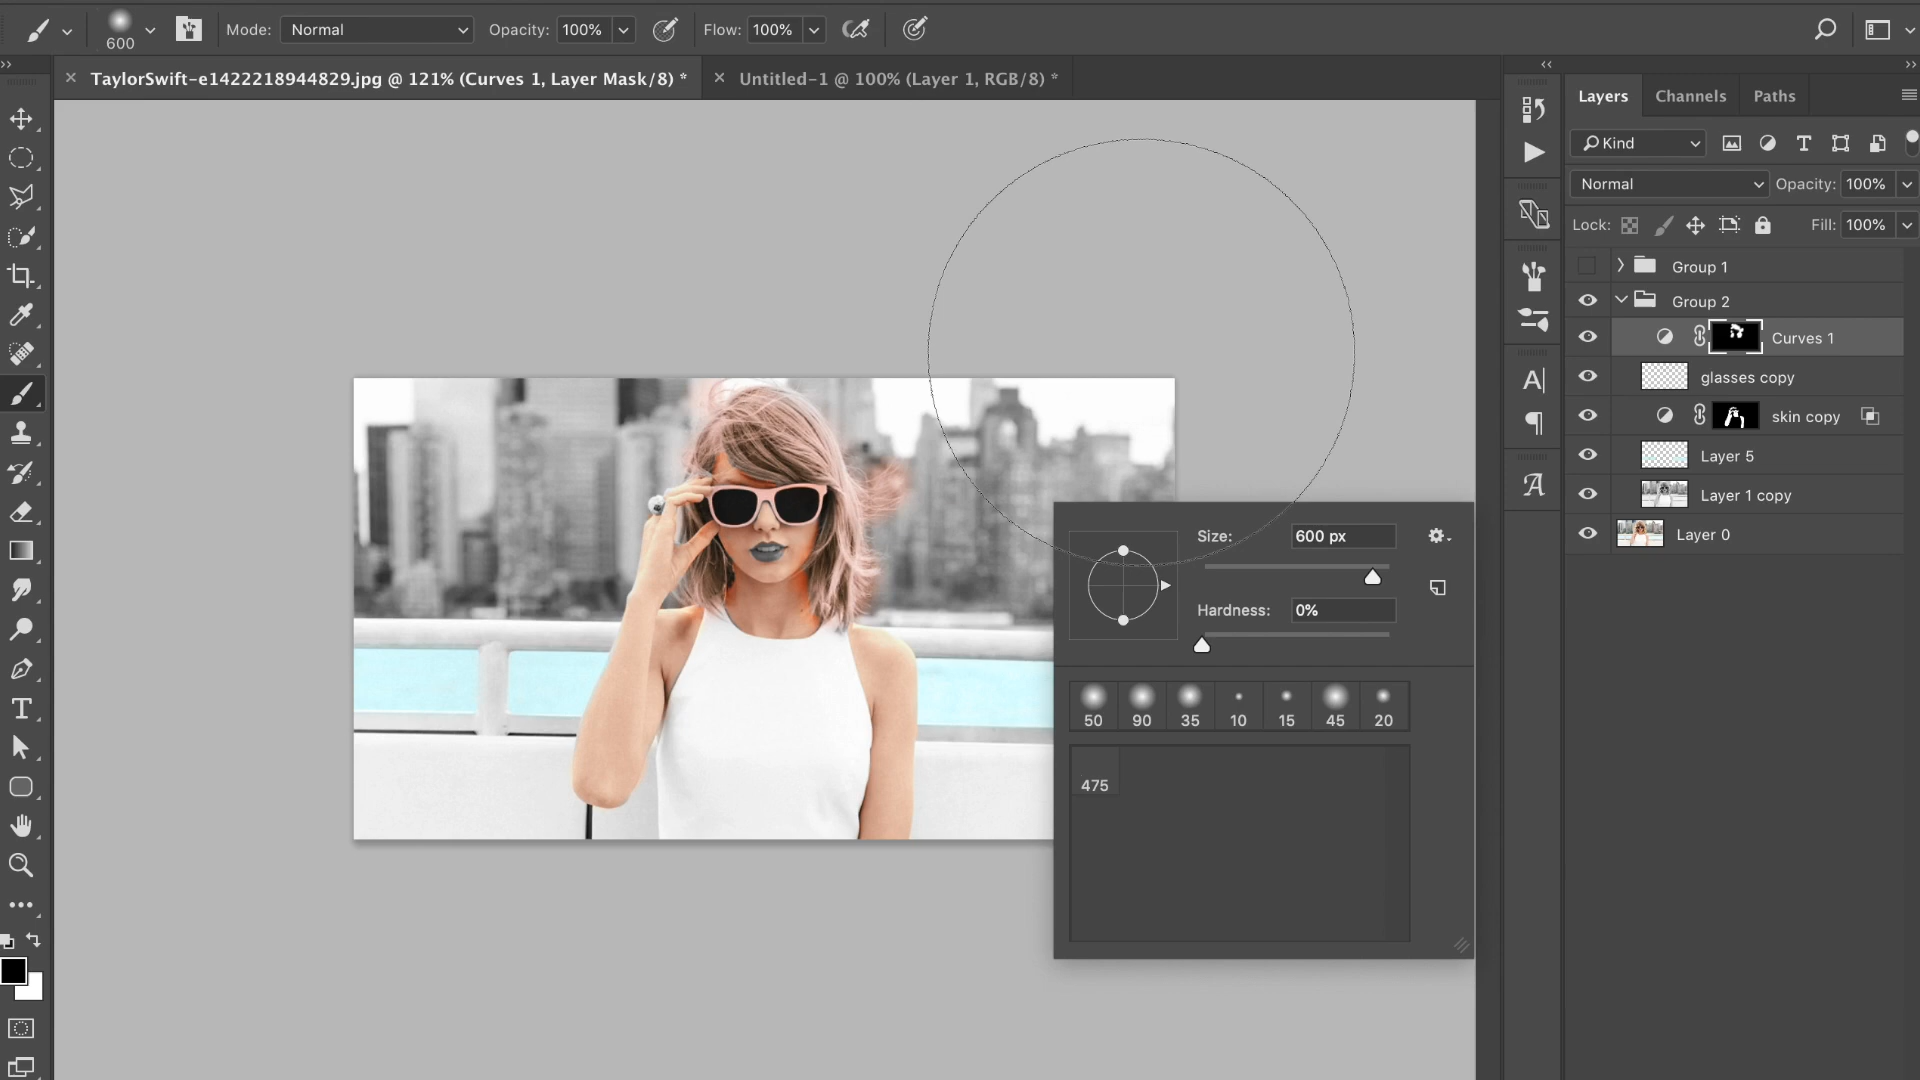 600
Mode: Normal
Opacity: 100%
Flow: 100%
TaylorSwift-e1422218944829.jpg @ 121% (Curves 1, Layer Mask/8) *
Untitled-1 @ 100% (Layer 1, RGB/8) *
Layers Channels Paths
Kind
Normal Opacity: 100%
Lock: Fill: 100%
Group 1
Group 2
Curves 1
glasses copy
skin copy
Layer 5
Layer 1 copy
Layer 0
Size: 600 px
Hardness: 0%
50 90 35 10 15 45 20
475